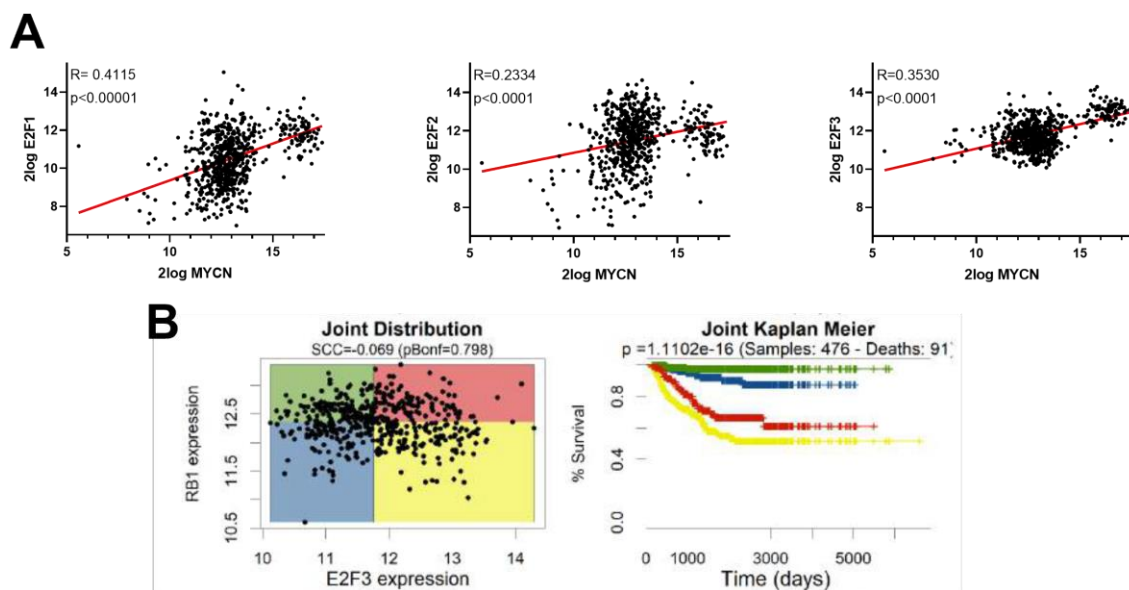 A
R= 0.4115
p<0.00001
2log E2F1
14
12
10
8
5
10
15
2log MYCN
R=0.2334
p<0.0001
2log E2F2
14
12
10
8
5
10
15
2log MYCN
R=0.3530
p<0.0001
2log E2F3
14
12
10
8
5
10
15
2log MYCN
B
Joint Distribution
SCC=-0.069 (pBonf=0.798)
RB1 expression
12.5
11.5
10.5
10 11 12 13 14
E2F3 expression
Joint Kaplan Meier
p =1.1102e-16 (Samples: 476 - Deaths: 91)
% Survival
0.8
0.4
0.0
0 1000 3000 5000
Time (days)